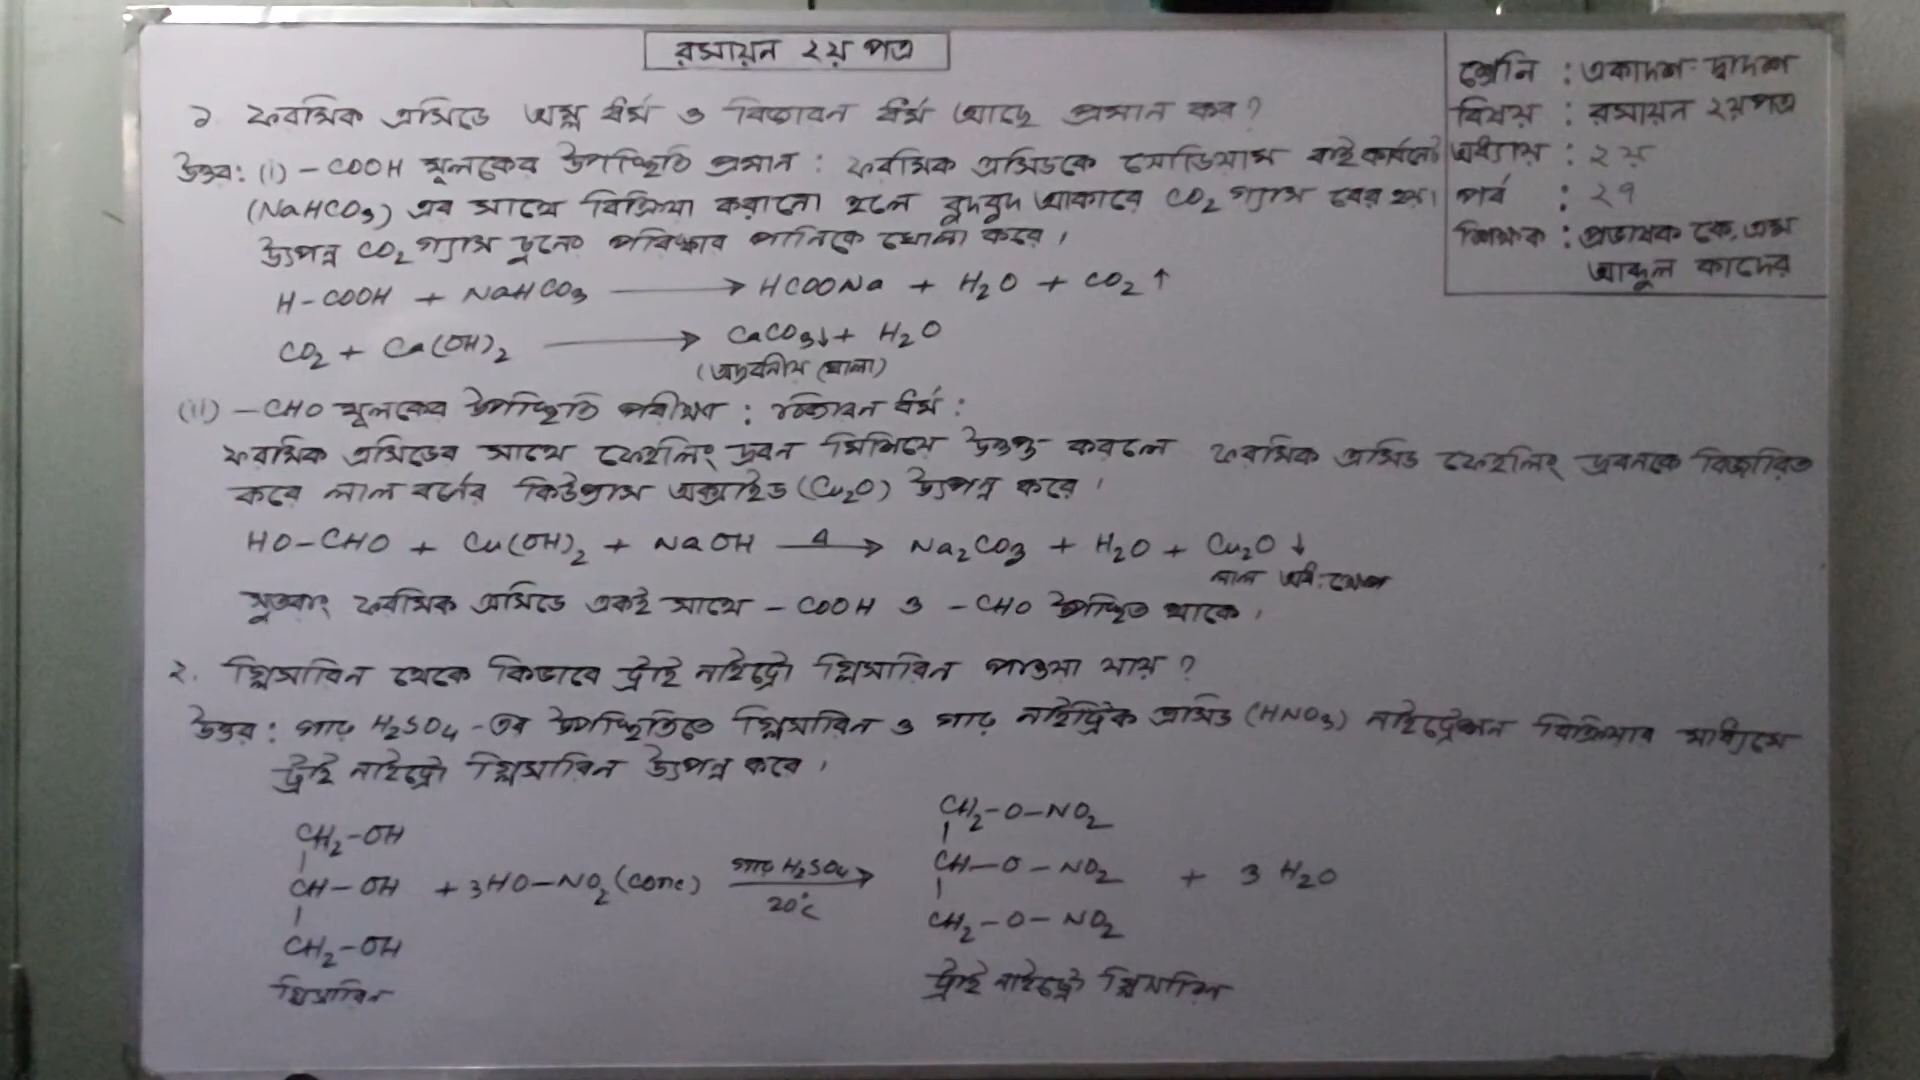 রসায়ন ২য় পত্র
শ্রেনি : একাদশ-দ্বাদশ
বিষয় : রসায়ন ২য় পত্র
অধ্যায় : ২য়
পর্ব : ২৭
শিক্ষক : প্রভাষক কে. এম
আব্দুল কাদের
১. ফরমিক এসিডে অম্ল ধর্ম ও বিজারন ধর্ম আছে প্রমান কর?
উত্তর: (i) -COOH মূলকের উপস্থিতি প্রমান : ফরমিক এসিডকে সোডিয়াম বাইকার্বনেট
(NaHCO₃) এর সাথে বিক্রিয়া করানো হলে বুদবুদ আকারে CO₂ গ্যাস বের হয়।
উৎপন্ন CO₂ গ্যাস চুনের পরিষ্কার পানিকে ঘোলা করে।
H-COOH + NaHCO₃ ⟶ HCOONa + H₂O + CO₂ ↑
CO₂ + Ca(OH)₂ ⟶ CaCO₃↓ + H₂O
(অদ্রবনীয় ঘোলা)
(ii) -CHO মূলকের উপস্থিতি পরীক্ষা : বিজারন ধর্ম :
ফরমিক এসিডের সাথে ফেহলিং দ্রবন মিশিয়ে উত্তপ্ত করলে ফরমিক এসিড ফেহলিং দ্রবনকে বিজারিত
করে লাল বর্নের কিউপ্রাস অক্সাইড (Cu₂O) উৎপন্ন করে।
HO-CHO + Cu(OH)₂ + NaOH —Δ→ Na₂CO₃ + H₂O + Cu₂O ↓
লাল অধ:ক্ষেপ
সুতরাং ফরমিক এসিডে একই সাথে -COOH ও -CHO উপস্থিত থাকে।
২. গ্লিসারিন থেকে কিভাবে ট্রাই নাইট্রো গ্লিসারিন পাওয়া যায়?
উত্তর: গাঢ় H₂SO₄ -এর উপস্থিতিতে গ্লিসারিন ও গাঢ় নাইট্রিক এসিড (HNO₃) নাইট্রেশন বিক্রিয়ার মাধ্যমে
ট্রাই নাইট্রো গ্লিসারিন উৎপন্ন করে।
CH₂-OH CH₂-O-NO₂
CH-OH + 3HO-NO₂(conc) গাঢ় H₂SO₄ ⟶ 20°C CH-O-NO₂ + 3H₂O
CH₂-OH CH₂-O-NO₂
গ্লিসারিন ট্রাই নাইট্রো গ্লিসারিন